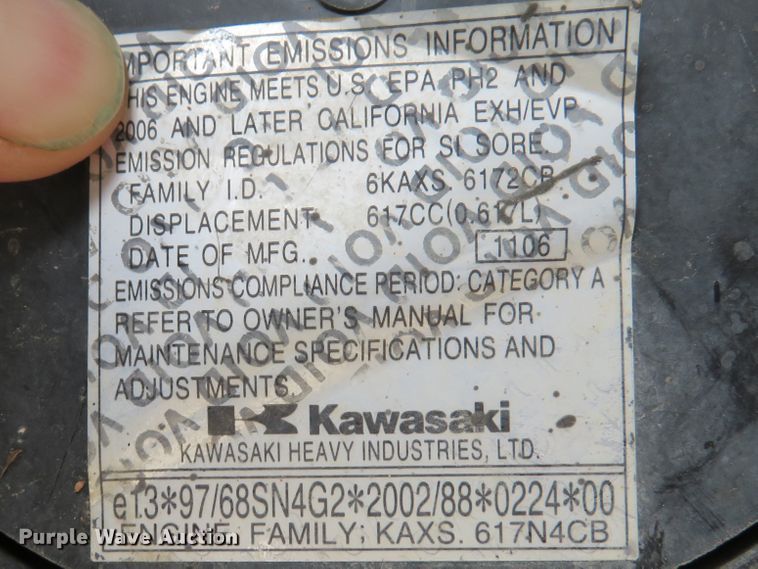 IMPORTANT EMISSIONS INFORMATION
THIS ENGINE MEETS U.S. EPA PH2 AND
2006 AND LATER CALIFORNIA EXH/EVP
EMISSION REGULATIONS FOR SI SORE.
FAMILY I.D. 6KAXS. 6172CB
DISPLACEMENT 617CC(0.617L)
DATE OF MFG. 1106
EMISSIONS COMPLIANCE PERIOD: CATEGORY A
REFER TO OWNER'S MANUAL FOR
MAINTENANCE SPECIFICATIONS AND
ADJUSTMENTS.
Kawasaki
KAWASAKI HEAVY INDUSTRIES, LTD.
e13*97/68SN4G2*2002/88*0224*00
ENGINE FAMILY; KAXS. 617N4CB
Purple Wave Auction
purplewave.com